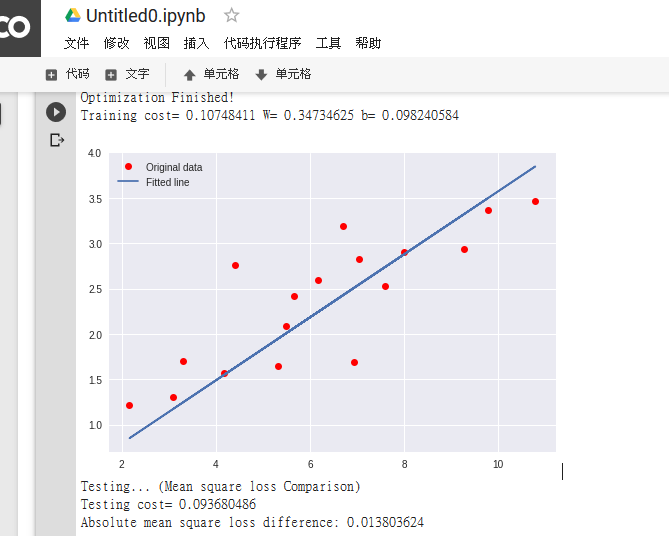 CO
Untitled0.ipynb
文件 修改 视图 插入 代码执行程序 工具 帮助
代码 文字 单元格 单元格
Optimization Finished!
Training cost= 0.10748411 W= 0.34734625 b= 0.098240584
4.0
Original data
Fitted line
3.5
3.0
2.5
2.0
1.5
1.0
2 4 6 8 10
Testing... (Mean square loss Comparison)
Testing cost= 0.093680486
Absolute mean square loss difference: 0.013803624